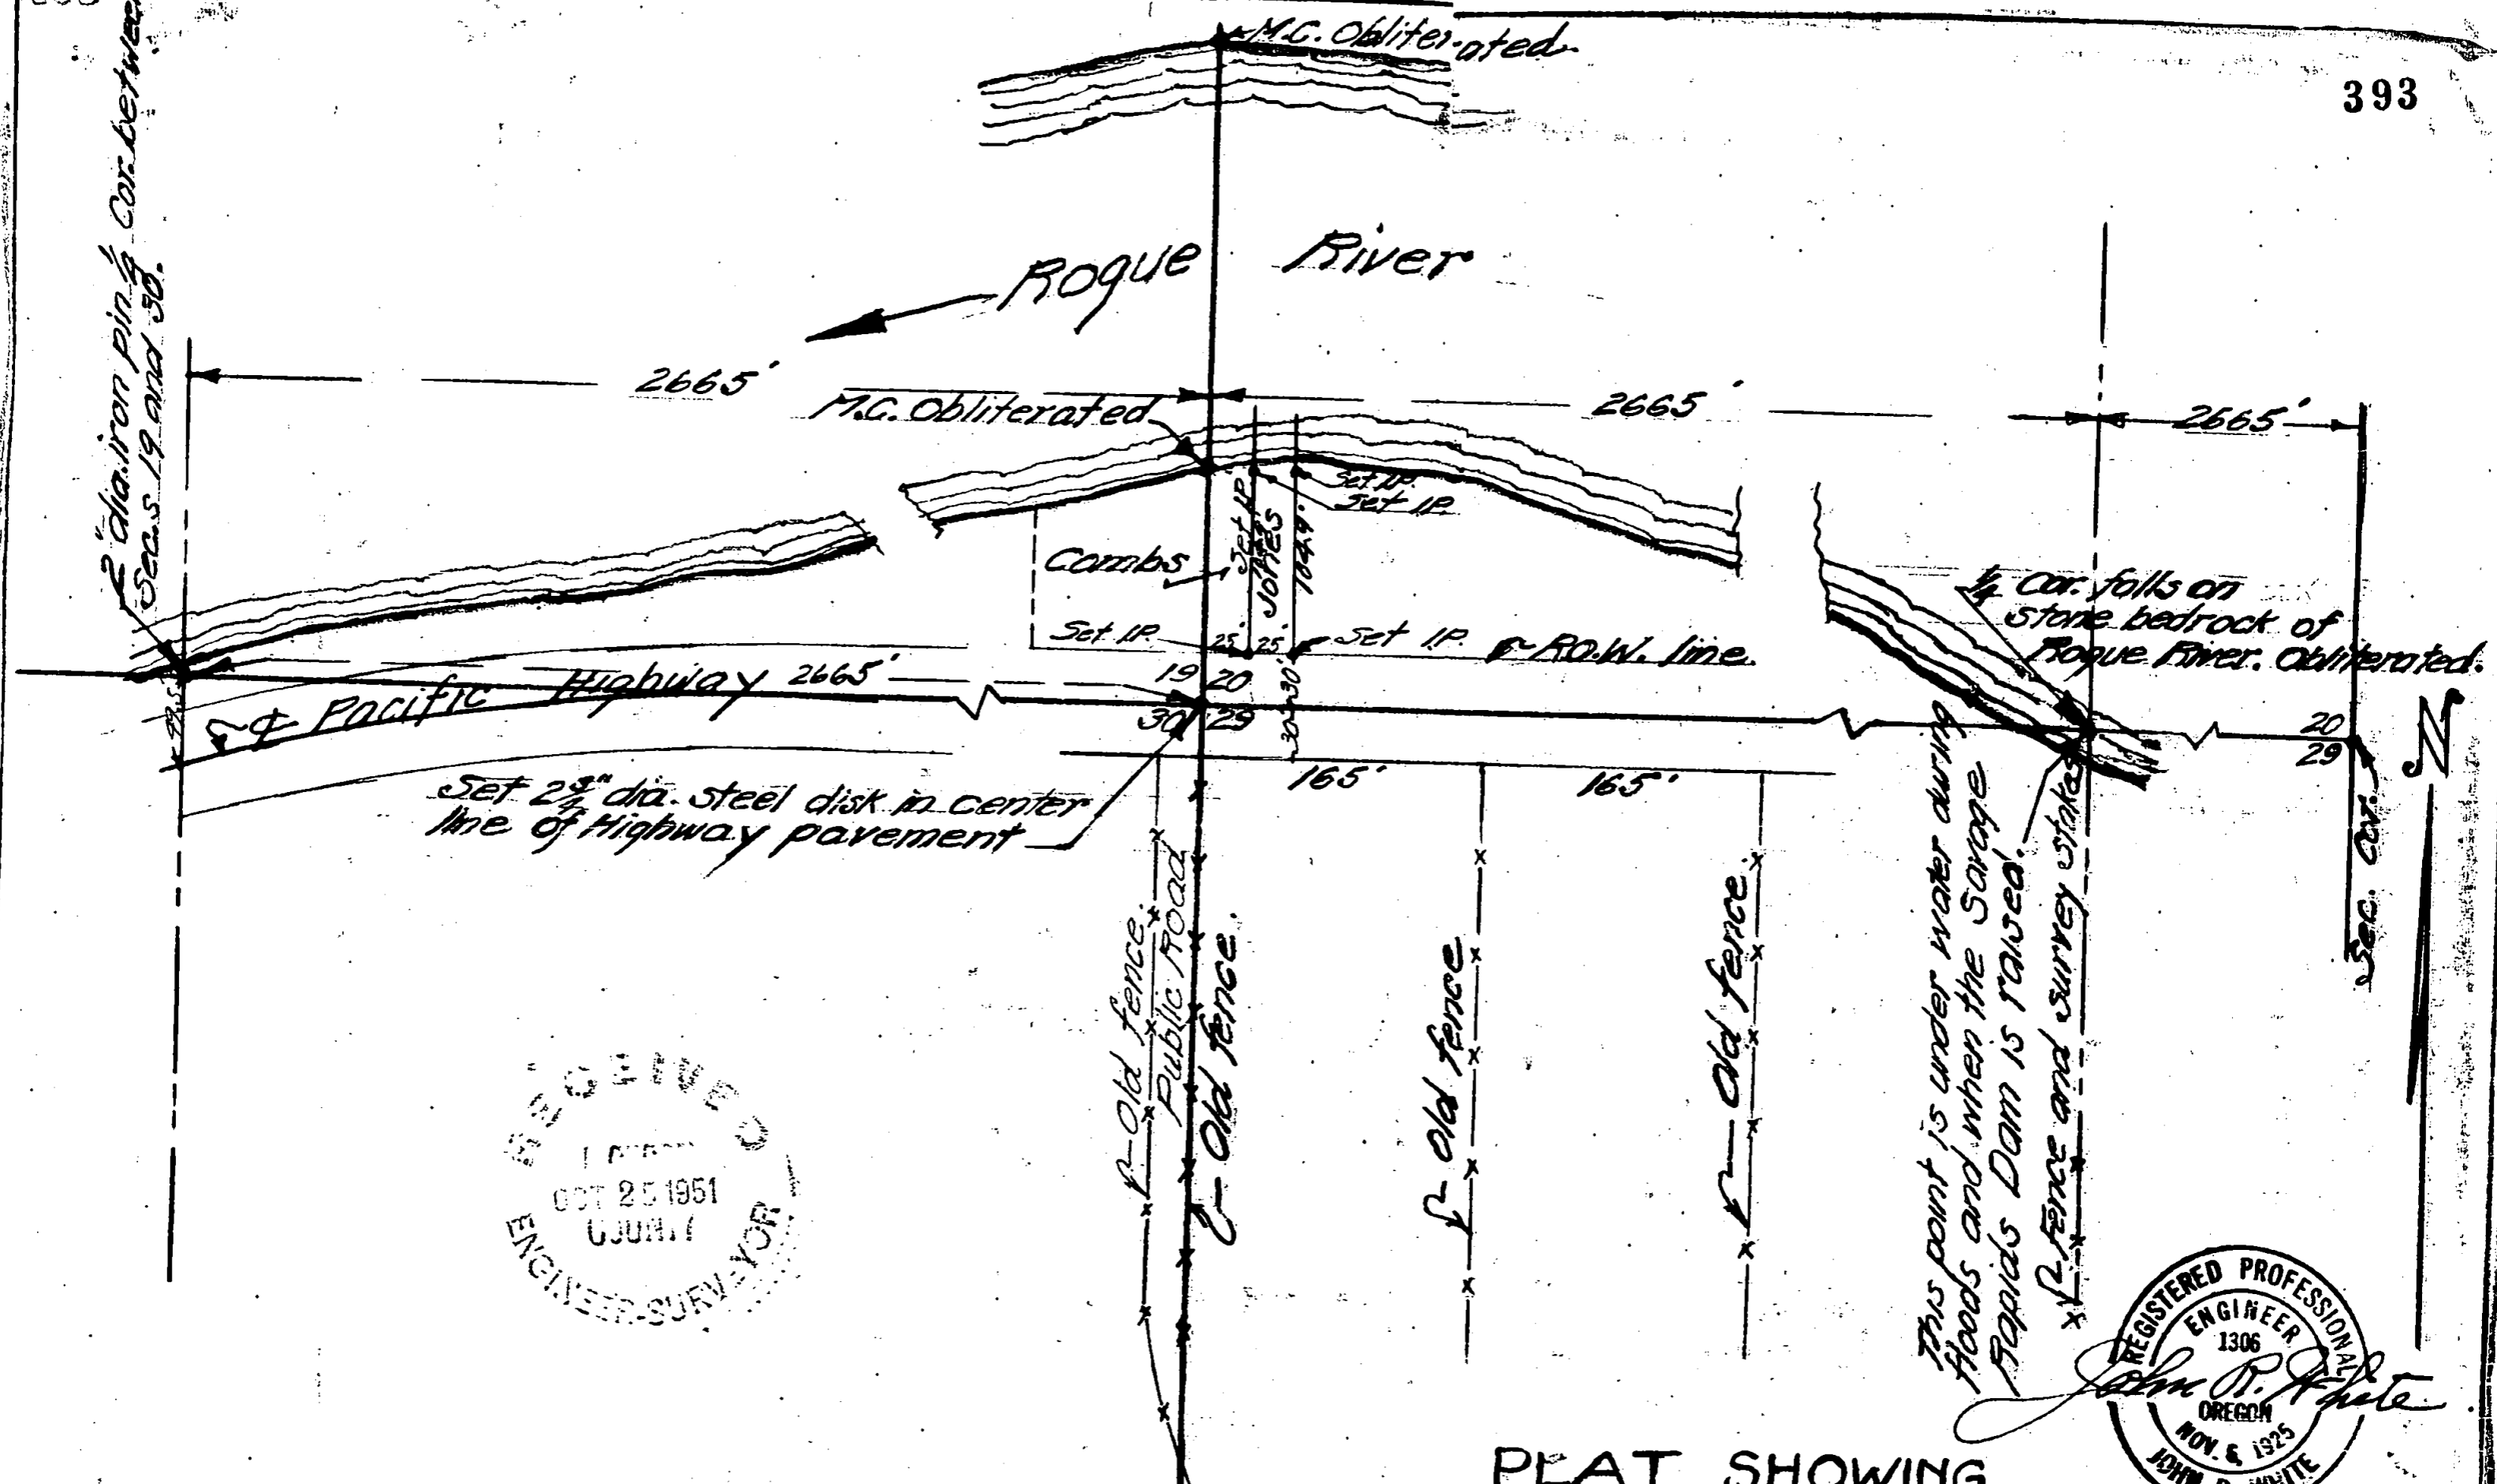 M.C. Obliterated.
393
2" dia. iron pin ¼ Cor. between
Secs 19 and 30.
Rogue River
2665'
2665'
2665'
M.C. Obliterated
Set I.P.
Set I.P.
Set I.P.
Jones
Combs
Set I.P.
25' 25'
Set I.P.
R.O.W. line.
¼ Cor. falls on
stone bedrock of
Rogue River. Obliterated.
19 20
30 29
30' 30'
℄ Pacific Highway 2665'
20
29
N
Sec. Cor.
165'
165'
Set 2¾" dia. steel disk in center
line of Highway pavement
Old fence.
Public Road
Old fence.
Old fence
Old fence
This point is under water during
floods and when the Savage
Rapids Dam is raised.
Fence and survey stakes
RECEIVED
OCT 25 1951
COUNTY
ENGINEER-SURVEYOR
REGISTERED PROFESSIONAL
ENGINEER
1306
John R. White
OREGON
NOV. 6, 1925
JOHN R. WHITE
PLAT SHOWING